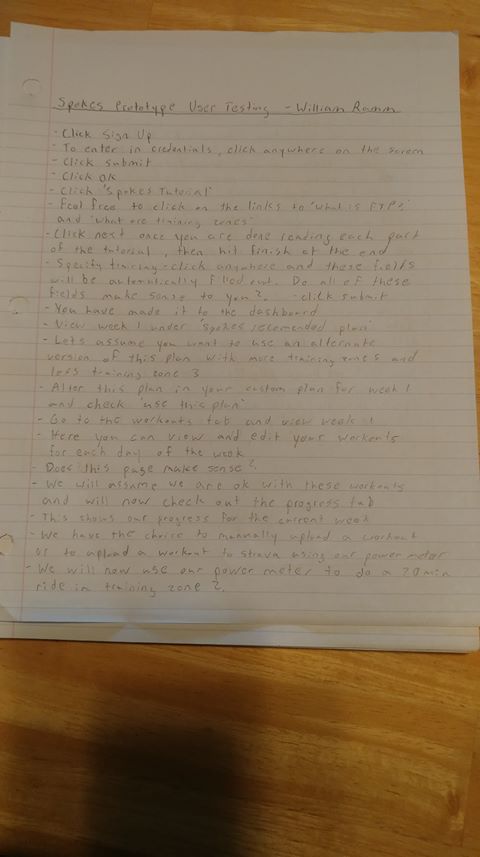 Spokes Prototype User Testing - William Ramm
- Click Sign Up
- To enter in credentials, click anywhere on the screen
- Click submit
- Click OK
- Click 'Spokes Tutorial'
- Feel free to click on the links to 'what is FTP?'
and 'what are training zones'
- Click next once you are done reading each part
of the tutorial, then hit finish at the end
- Specify training - click anywhere and these fields
will be automatically filled out. Do all of these
fields make sense to you?. - click submit
- You have made it to the dashboard
- View week 1 under 'spokes recomended plan'
- Lets assume you want to use an alternate
version of this plan with more training zone 5 and
less training zone 3
- Alter this plan in your custom plan for week 1
and check 'use this plan'
- Go to the workouts tab and view week 1
- Here you can view and edit your workouts
for each day of the week
- Does this page make sense?
- We will assume we are ok with these workouts
and will now check out the progress tab
- This shows our progress for the current week
- We have the choice to manually upload a workout
or to upload a workout to strava using our power meter
- We will now use our power meter to do a 20 min
ride in training zone 2.